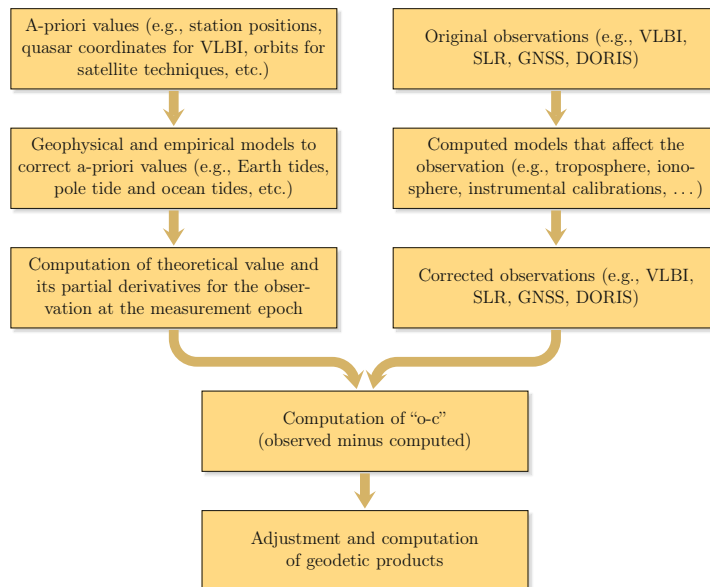 A-priori values (e.g., station positions,
quasar coordinates for VLBI, orbits for
satellite techniques, etc.)
Original observations (e.g., VLBI,
SLR, GNSS, DORIS)
Geophysical and empirical models to
correct a-priori values (e.g., Earth tides,
pole tide and ocean tides, etc.)
Computed models that affect the
observation (e.g., troposphere, iono-
sphere, instrumental calibrations, . . . )
Computation of theoretical value and
its partial derivatives for the obser-
vation at the measurement epoch
Corrected observations (e.g., VLBI,
SLR, GNSS, DORIS)
Computation of “o-c”
(observed minus computed)
Adjustment and computation
of geodetic products